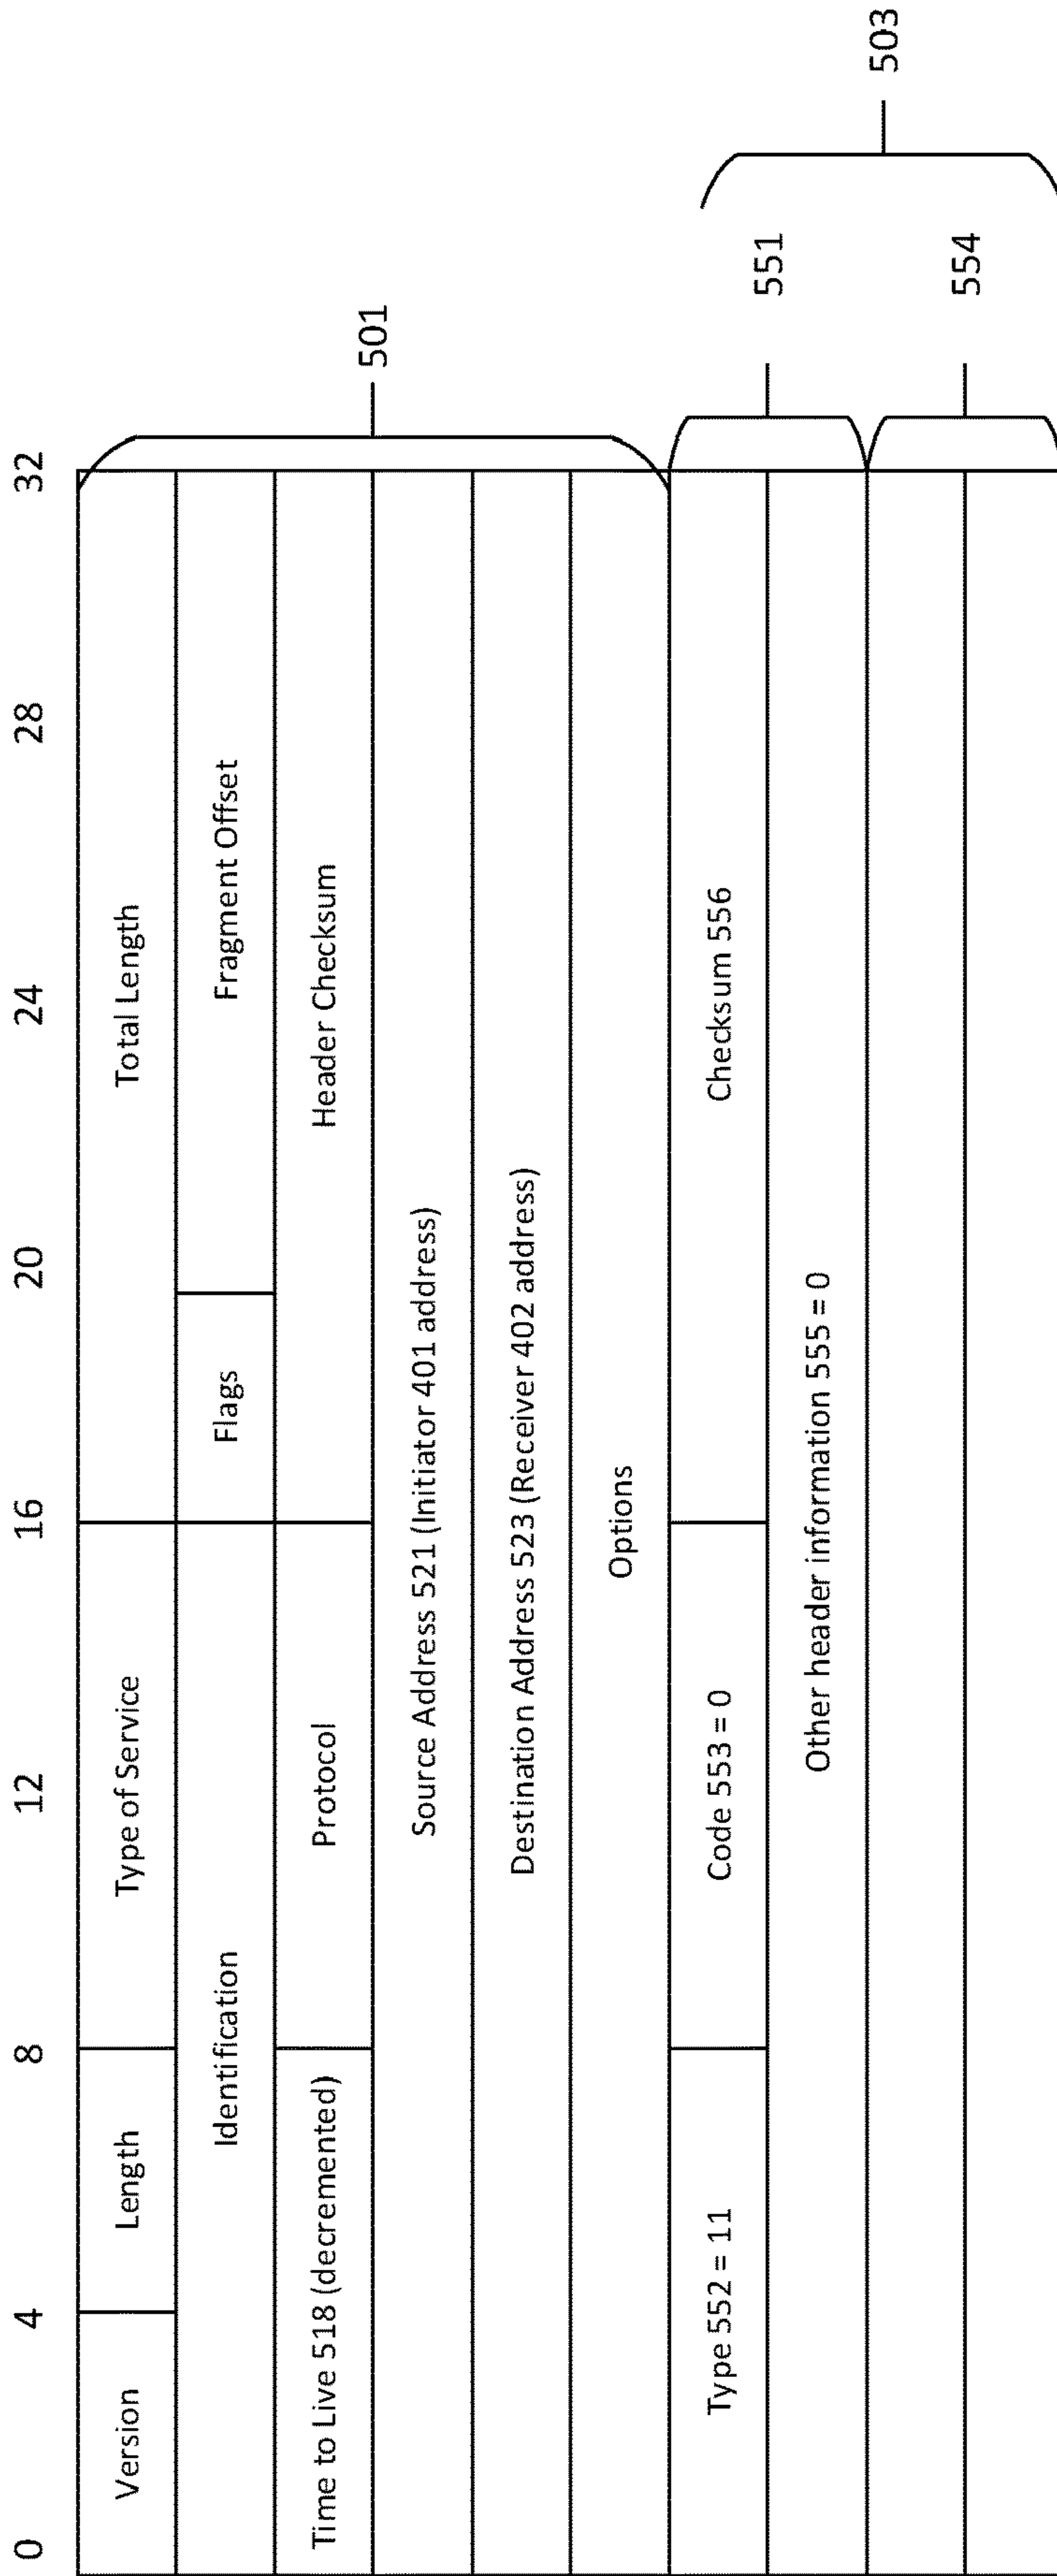 0 4 8 12 16 20 24 28 32
Version Length Type of Service Total Length
Identification Flags Fragment Offset
Time to Live 518 (decremented) Protocol Header Checksum
Source Address 521 (Initiator 401 address)
501
Destination Address 523 (Receiver 402 address)
Options
Type 552 = 11 Code 553 = 0 Checksum 556
551
Other header information 555 = 0
503
554